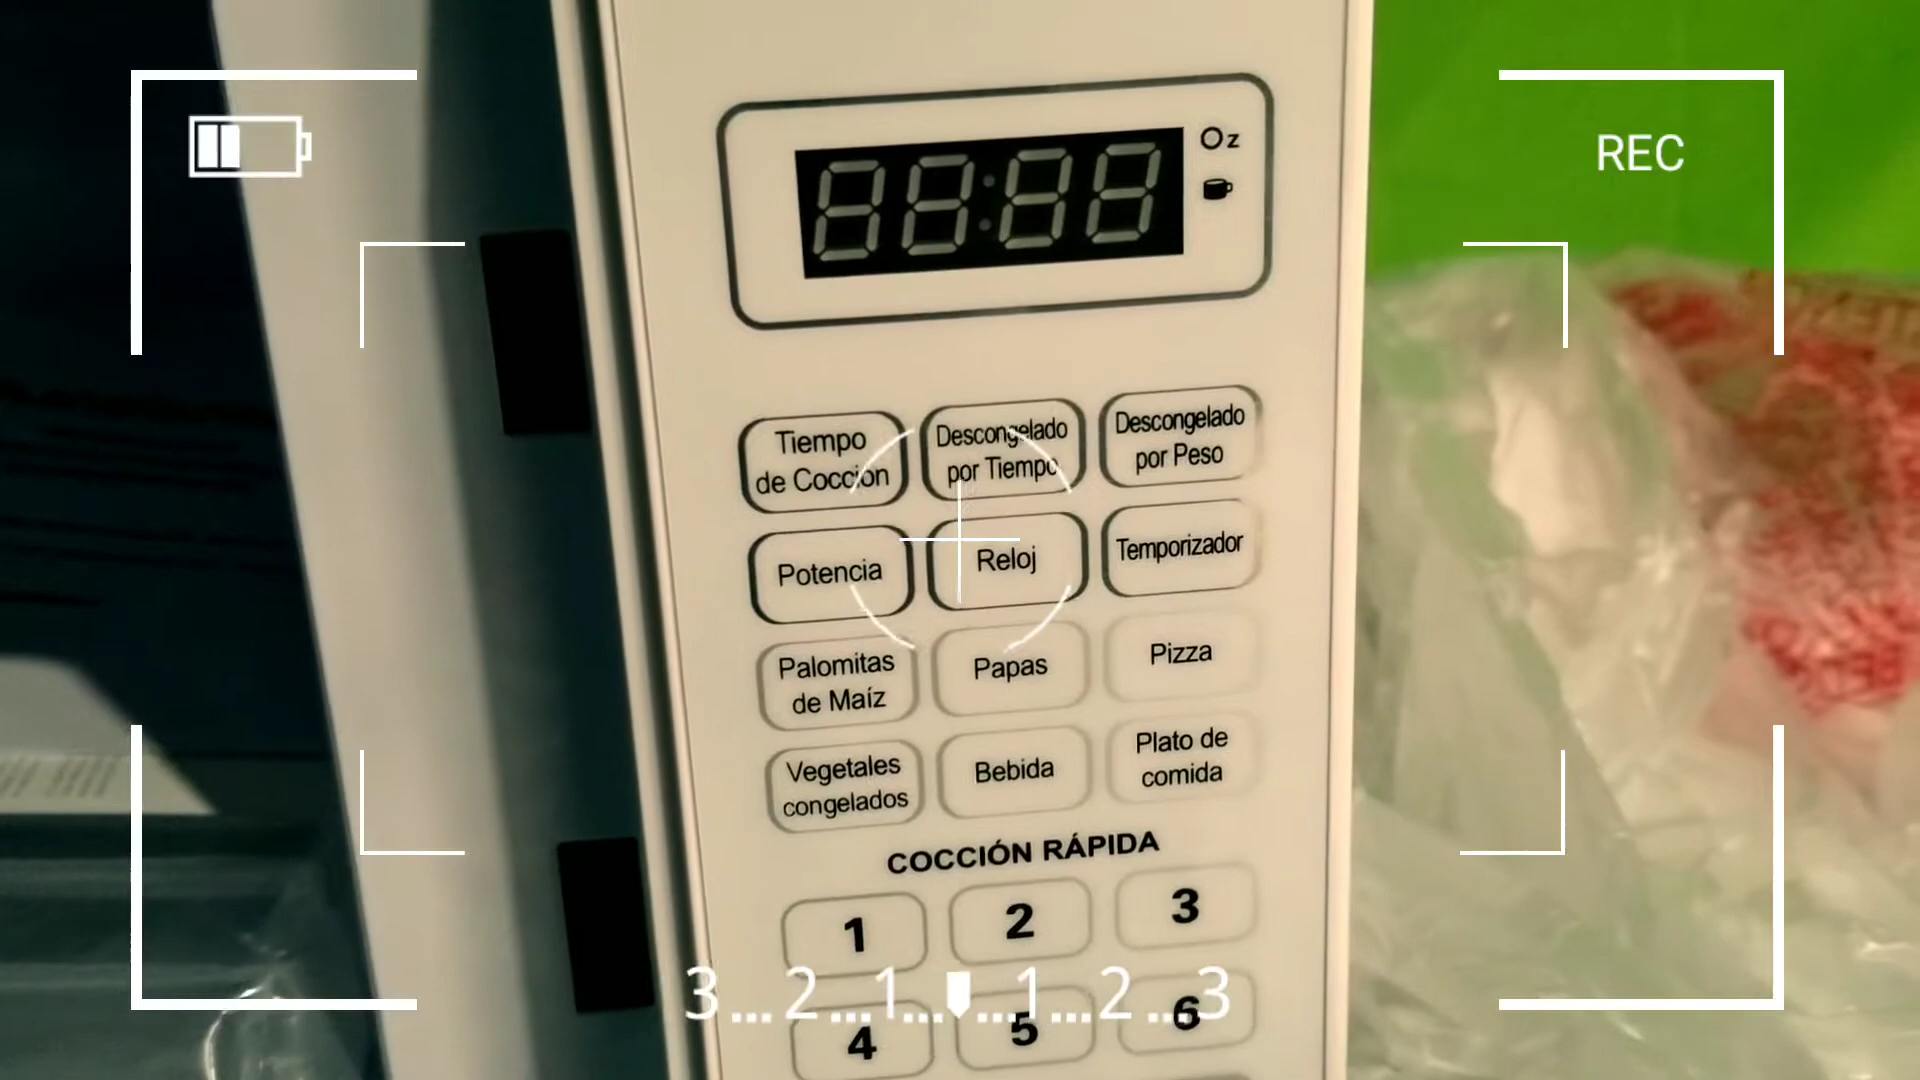 REC
88:88
Oz
Tiempo
de Cocción
Descongelado
por Tiempo
Descongelado
por Peso
Potencia
Reloj
Temporizador
Palomitas
de Maíz
Papas
Pizza
Vegetales
congelados
Bebida
Plato de
comida
COCCIÓN RÁPIDA
1
2
3
4
5
6
3...2...1...1...2...3